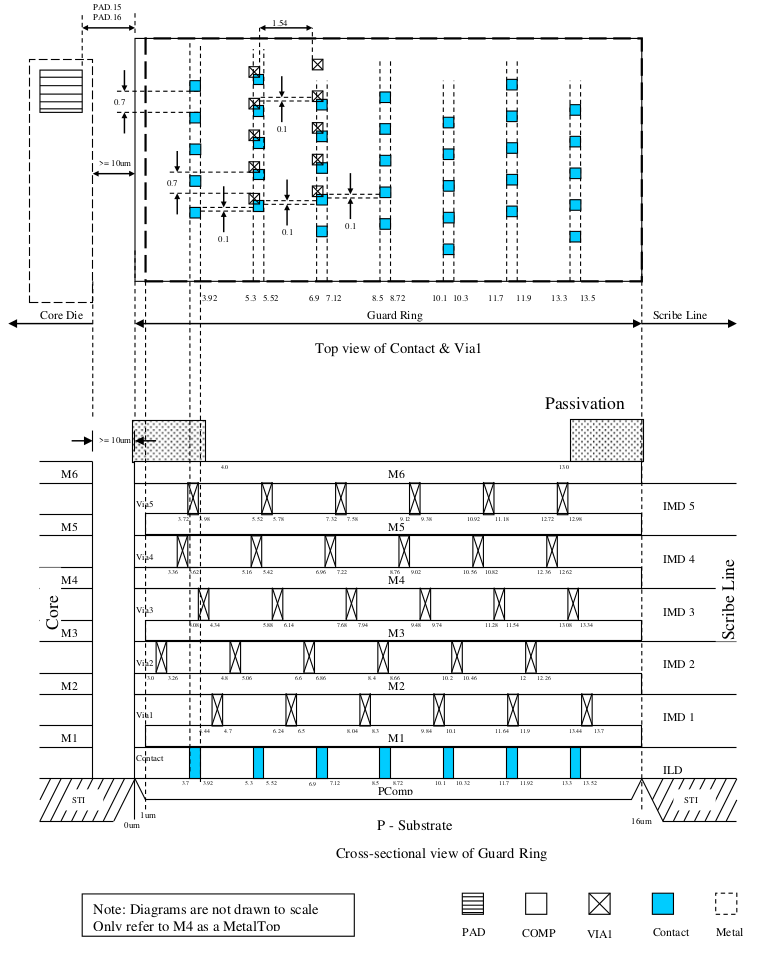 PAD.15
PAD.16
1.54
0.7
0.1
>= 10um
0.7
0.1
0.1
0.1
3.92 5.3 5.52 6.9 7.12 8.5 8.72 10.1 10.3 11.7 11.9 13.3 13.5
Core Die Guard Ring Scribe Line
Top view of Contact & Via1
Passivation
>= 10um
4.0 13.0
M6 M6
Via5 IMD 5
3.72 3.98 5.52 5.78 7.32 7.58 9.12 9.38 10.92 11.18 12.72 12.98
M5 M5
Via4 IMD 4
3.36 3.62 5.16 5.42 6.96 7.22 8.76 9.02 10.56 10.82 12.36 12.62
M4 M4
Core Via3 IMD 3 Scribe Line
4.08 4.34 5.88 6.14 7.68 7.94 9.48 9.74 11.28 11.54 13.08 13.34
M3 M3
Via2 IMD 2
3.0 3.26 4.8 5.06 6.6 6.86 8.4 8.66 10.2 10.46 12 12.26
M2 M2
Via1 IMD 1
4.44 4.7 6.24 6.5 8.04 8.3 9.84 10.1 11.64 11.9 13.44 13.7
M1 M1
Contact ILD
3.7 3.92 5.3 5.52 6.9 7.12 8.5 8.72 10.1 10.32 11.7 11.92 13.3 13.52
PComp
STI STI
1um
0um 16um
P - Substrate
Cross-sectional view of Guard Ring
Note: Diagrams are not drawn to scale
Only refer to M4 as a MetalTop
PAD COMP VIA1 Contact Metal